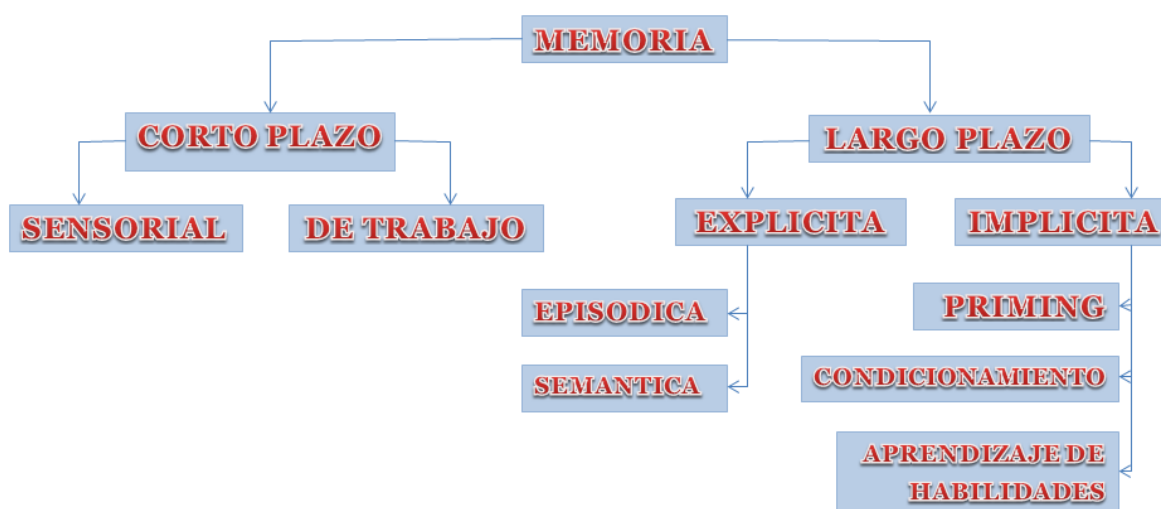 MEMORIA
CORTO PLAZO
LARGO PLAZO
SENSORIAL
DE TRABAJO
EXPLICITA
IMPLICITA
EPISODICA
PRIMING
SEMANTICA
CONDICIONAMIENTO
APRENDIZAJE DE
HABILIDADES